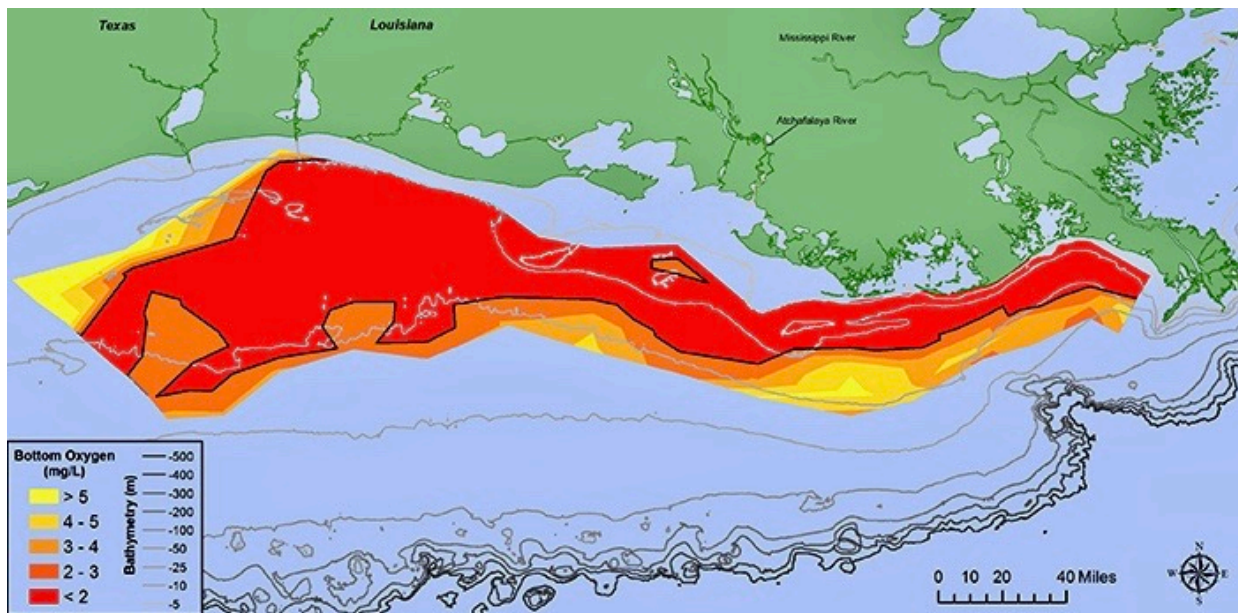 Texas
Louisiana
Mississippi River
Atchafalaya River
Bottom Oxygen
(mg/L)
> 5
4 - 5
3 - 4
2 - 3
< 2
Bathymetry (m)
-500
-400
-300
-200
-100
-50
-25
-10
-5
0 10 20 40 Miles
N
W E
S